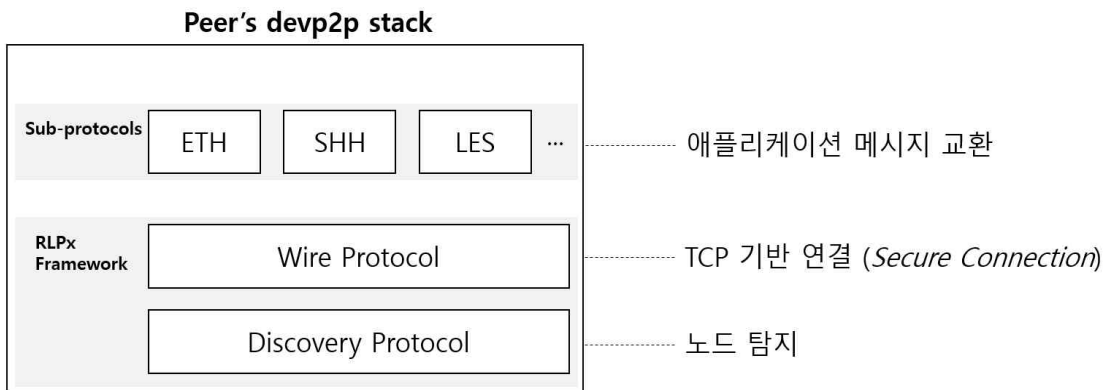 Peer's devp2p stack
Sub-protocols
ETH
SHH
LES
...
애플리케이션 메시지 교환
RLPx
Framework
Wire Protocol
TCP 기반 연결 (Secure Connection)
Discovery Protocol
노드 탐지